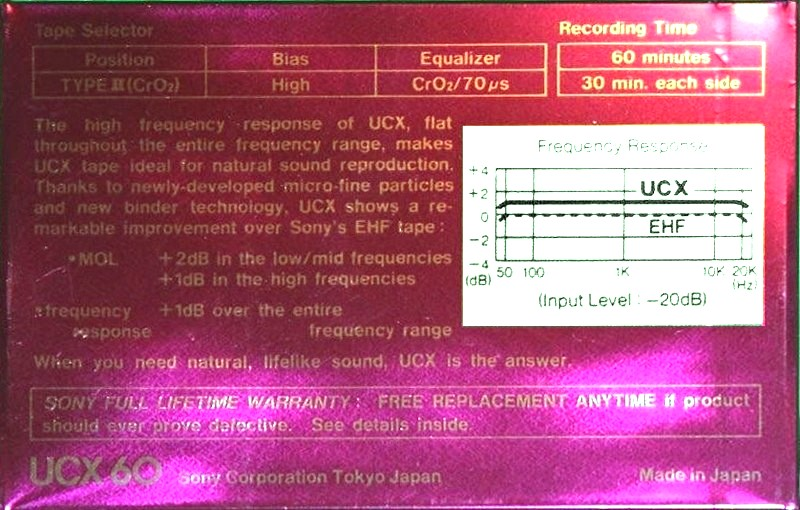 Tape Selector
Recording Time
Position Bias Equalizer
TYPE II (CrO₂) High CrO₂/70μs
60 minutes
30 min. each side
The high frequency response of UCX, flat
throughout the entire frequency range, makes
UCX tape ideal for natural sound reproduction.
Thanks to newly-developed micro-fine particles
and new binder technology, UCX shows a re-
markable improvement over Sony's EHF tape:
•MOL +2dB in the low/mid frequencies
+1dB in the high frequencies
•frequency +1dB over the entire
response frequency range
When you need natural, lifelike sound, UCX is the answer.
Frequency Response
+4
+2
0
−2
−4
(dB)
UCX
EHF
50 100 1K 10K 20K
(Hz)
(Input Level : −20dB)
SONY FULL LIFETIME WARRANTY: FREE REPLACEMENT ANYTIME if product
should ever prove defective. See details inside.
UCX 60 Sony Corporation Tokyo Japan Made in Japan